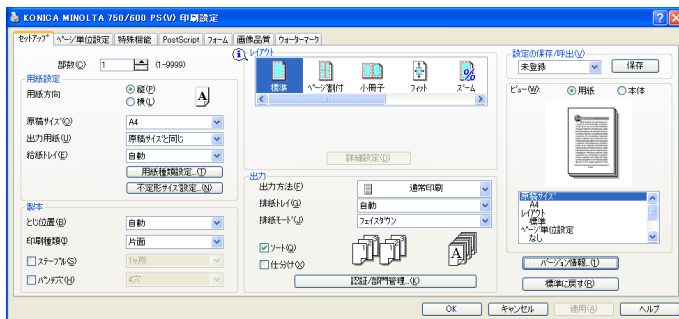 KONICA MINOLTA 750/600 PS(V) 印刷設定
セットアップ ページ単位設定 特殊機能 PostScript フォーム 画像品質 ウォーターマーク
部数(C) 1 (1-9999)
用紙設定
用紙方向 縦(P)
横(L)
原稿サイズ(O) A4
出力用紙(U) 原稿サイズと同じ
給紙トレイ(E) 自動
用紙種類設定...(T)
不定形サイズ設定...(N)
製本
とじ位置(B) 自動
印刷種類(I) 片面
ステープル(S) 1ヶ所
パンチ穴(H) 4穴
レイアウト
標準 ページ割付 小冊子 フィット ズーム
詳細設定(D)
出力
出力方法(F) 通常印刷
排紙トレイ(G) 自動
排紙モード(J) フェイスダウン
ソート(Q)
仕分け(X)
認証/部門管理...(K)
設定の保存/呼出(V)
未登録 保存
ビュー(W): 用紙 本体
原稿サイズ
A4
レイアウト
標準
ページ単位設定
なし
バージョン情報...(1)
標準に戻す(R)
OK キャンセル 適用(A) ヘルプ